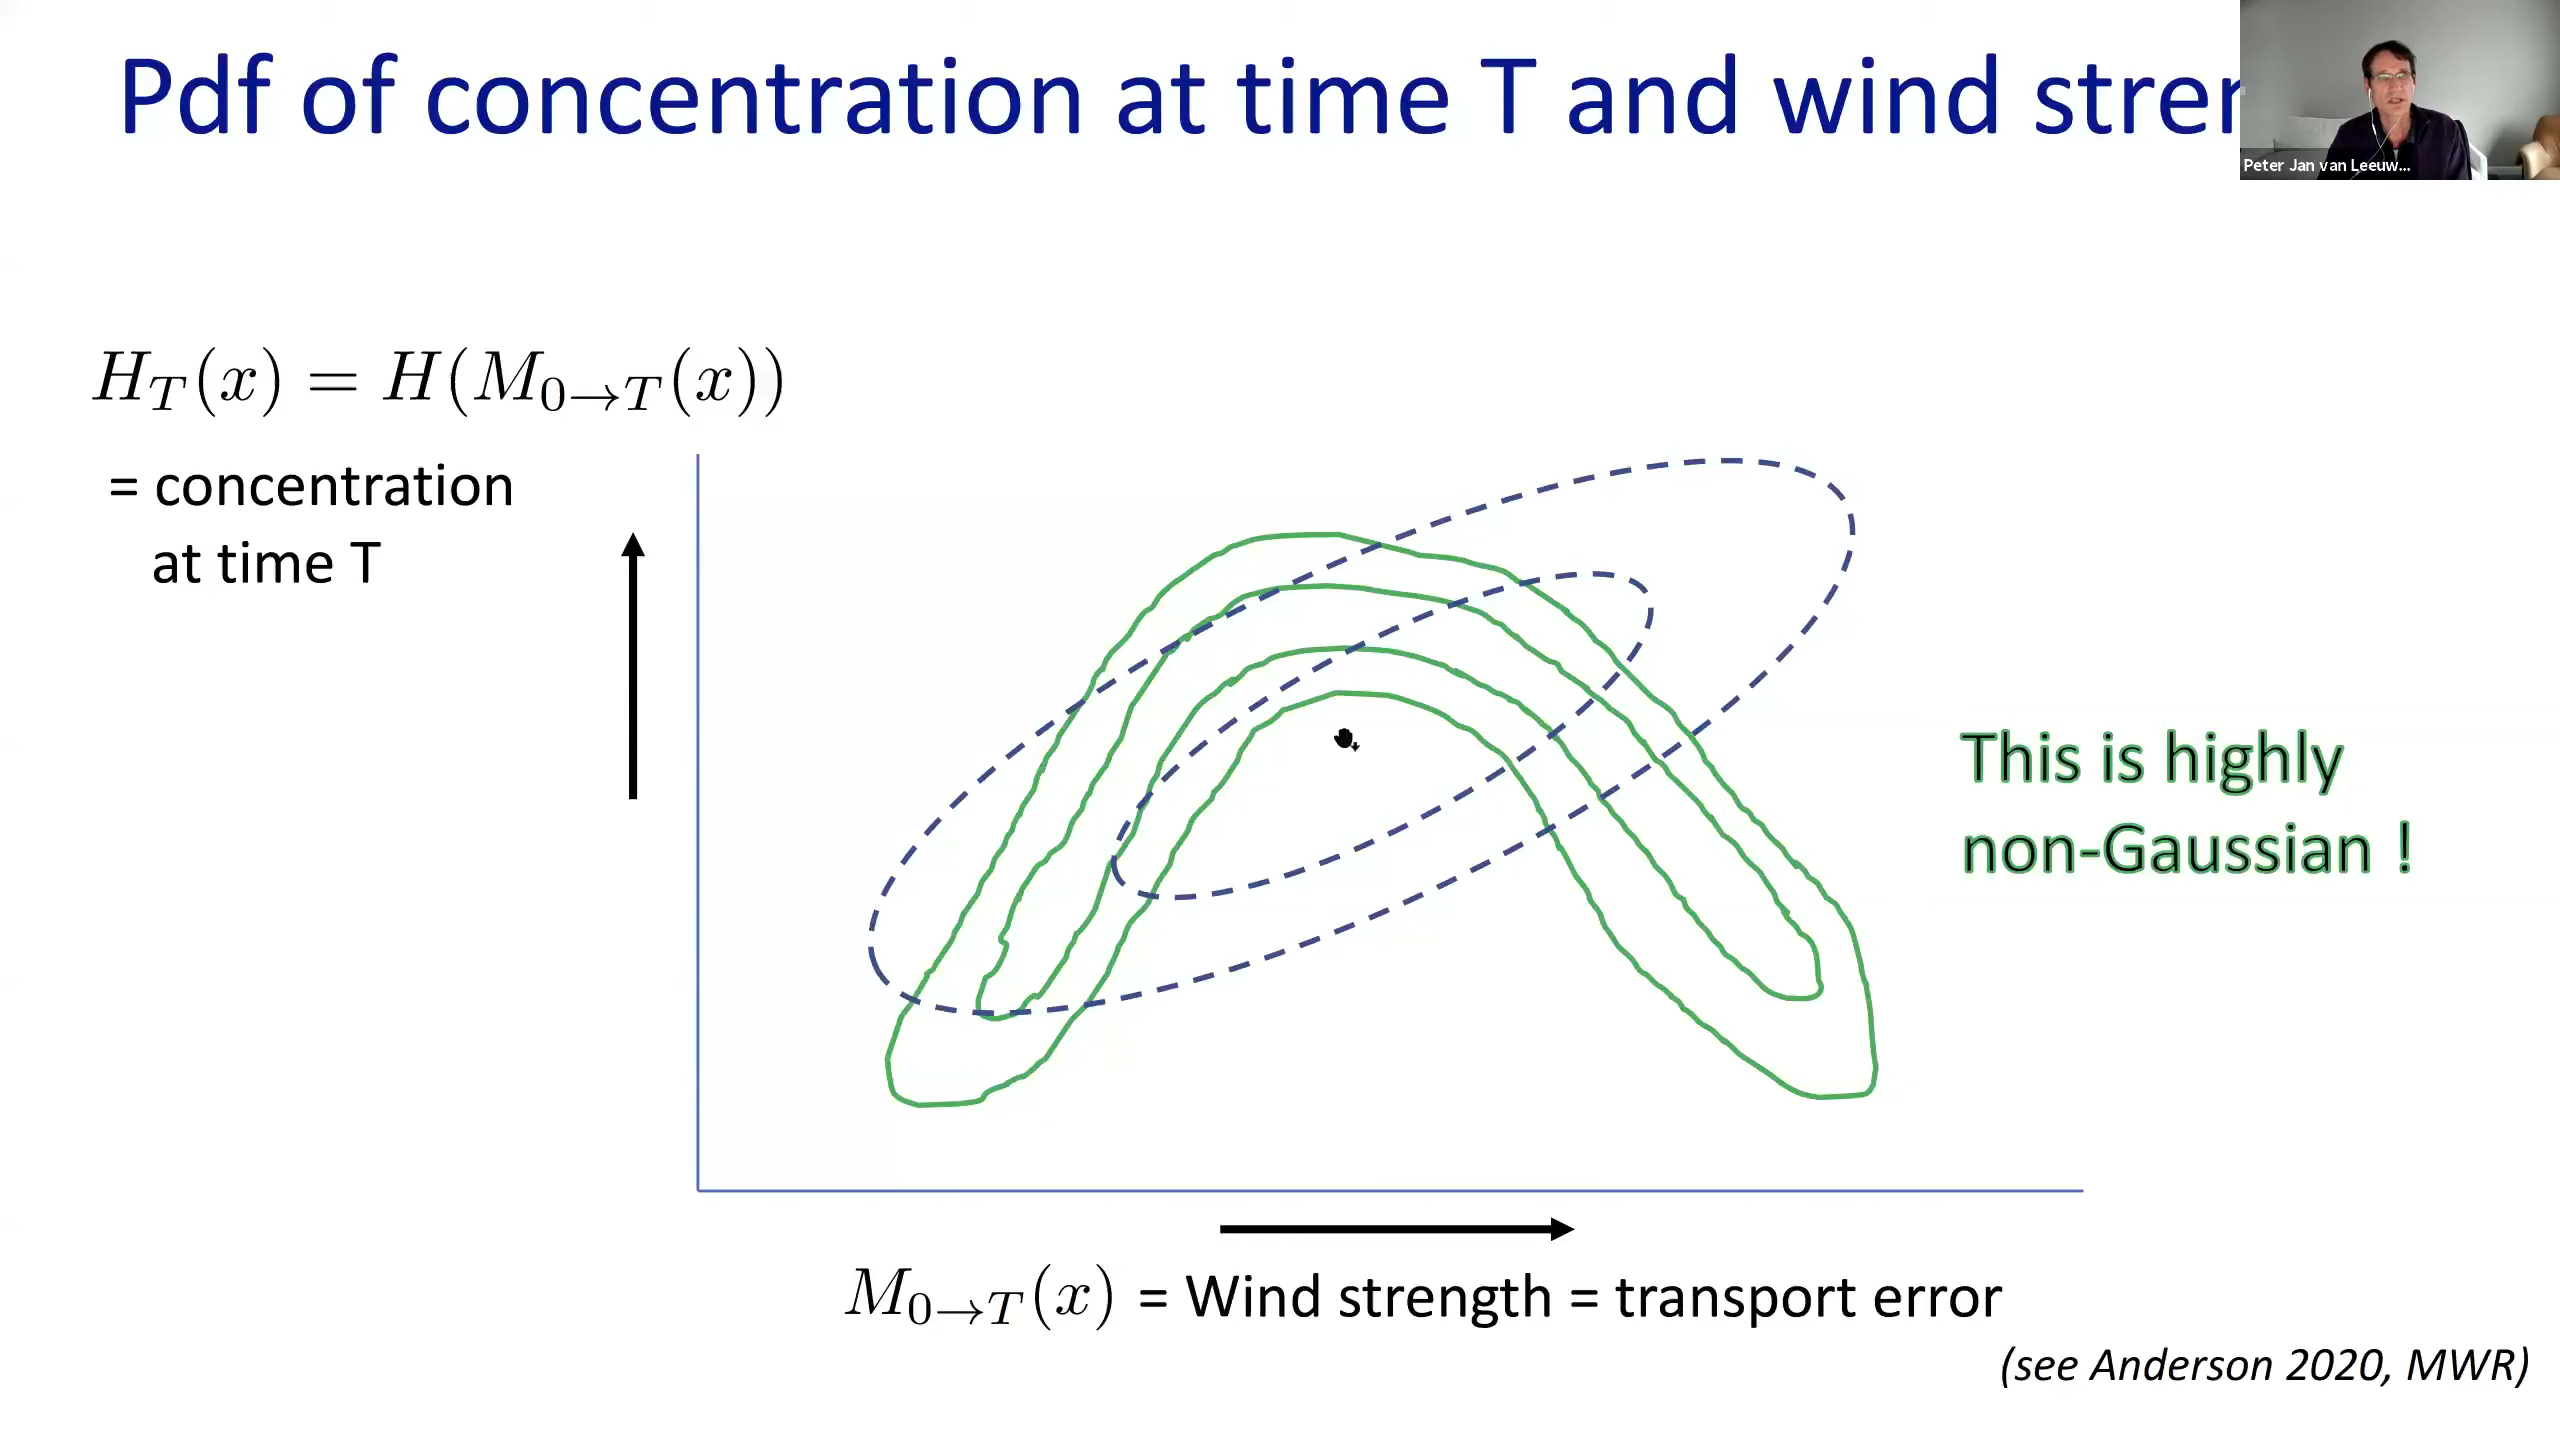 Pdf of concentration at time T and wind stren
Peter Jan van Leeuw...
H_T(x) = H(M_{0→T}(x))
= concentration
at time T
This is highly
non-Gaussian !
M_{0→T}(x) = Wind strength = transport error
(see Anderson 2020, MWR)